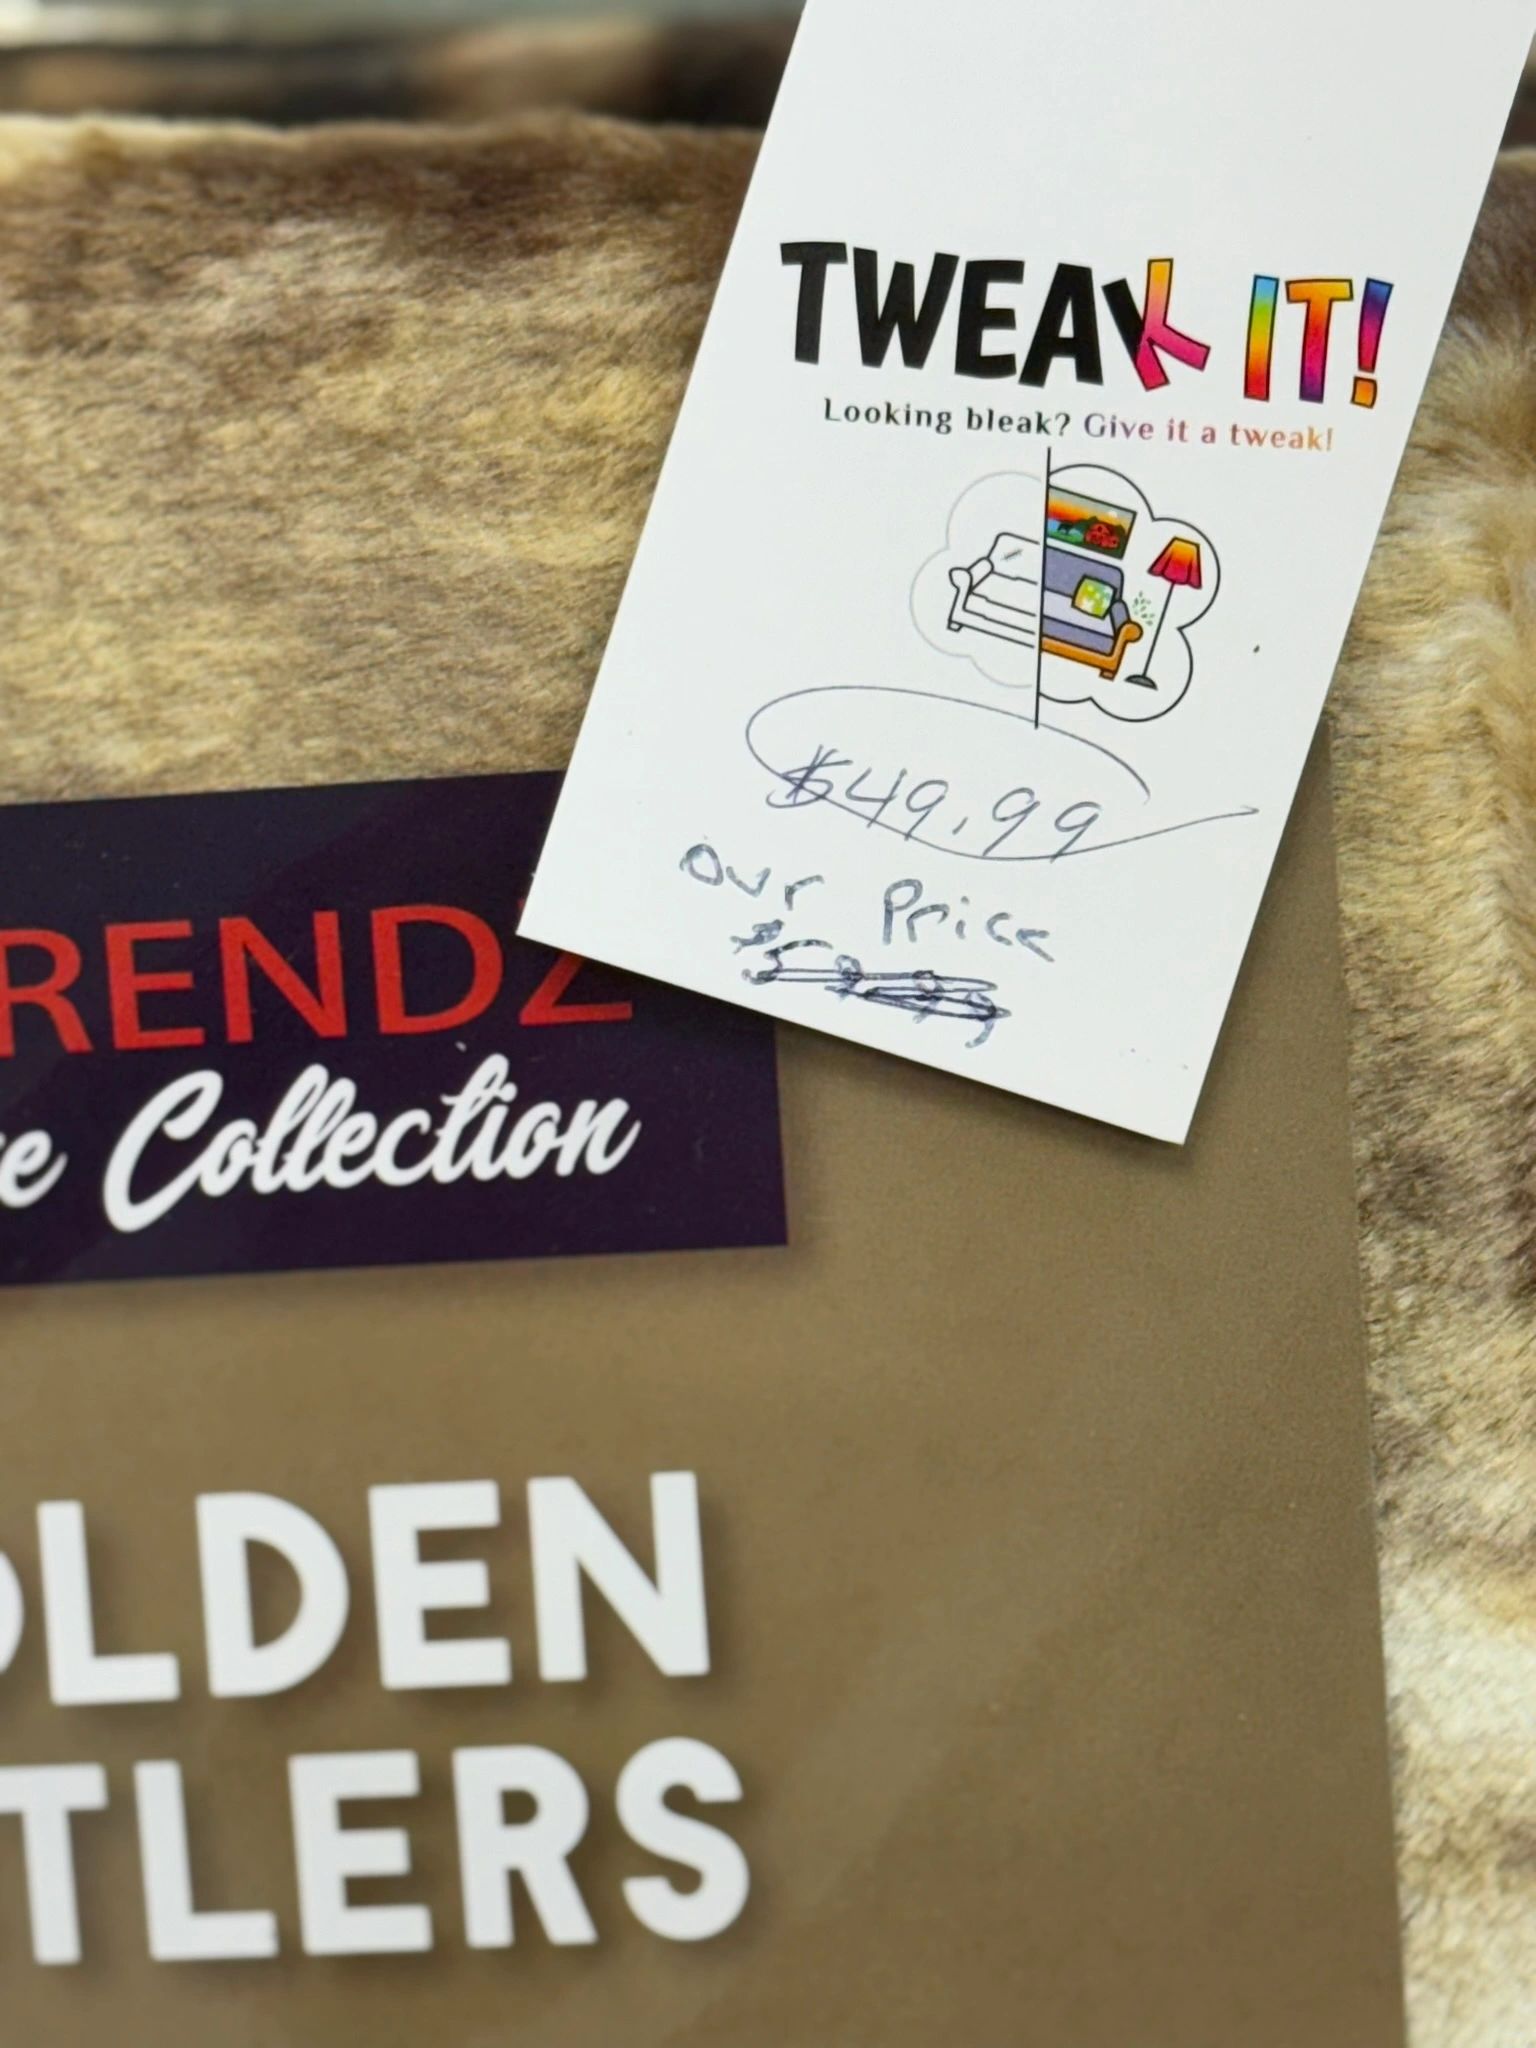 TWEAK IT!
Looking bleak? Give it a tweak!
$49.99
Our Price
RENDZ
Collection
OLDEN
TLERS